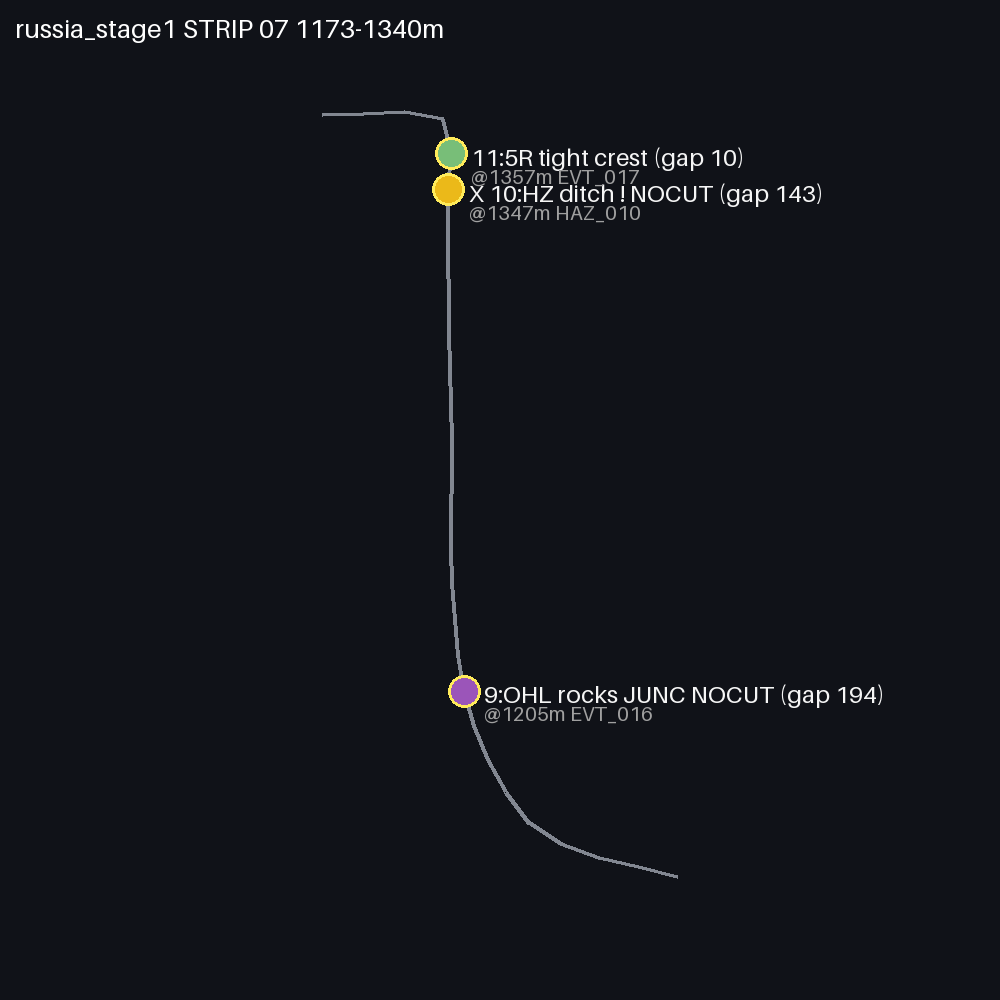 russia_stage1 STRIP 07 1173-1340m
11:5R tight crest (gap 10)
@1357m EVT_017
X 10:HZ ditch ! NOCUT (gap 143)
@1347m HAZ_010
9:OHL rocks JUNC NOCUT (gap 194)
@1205m EVT_016